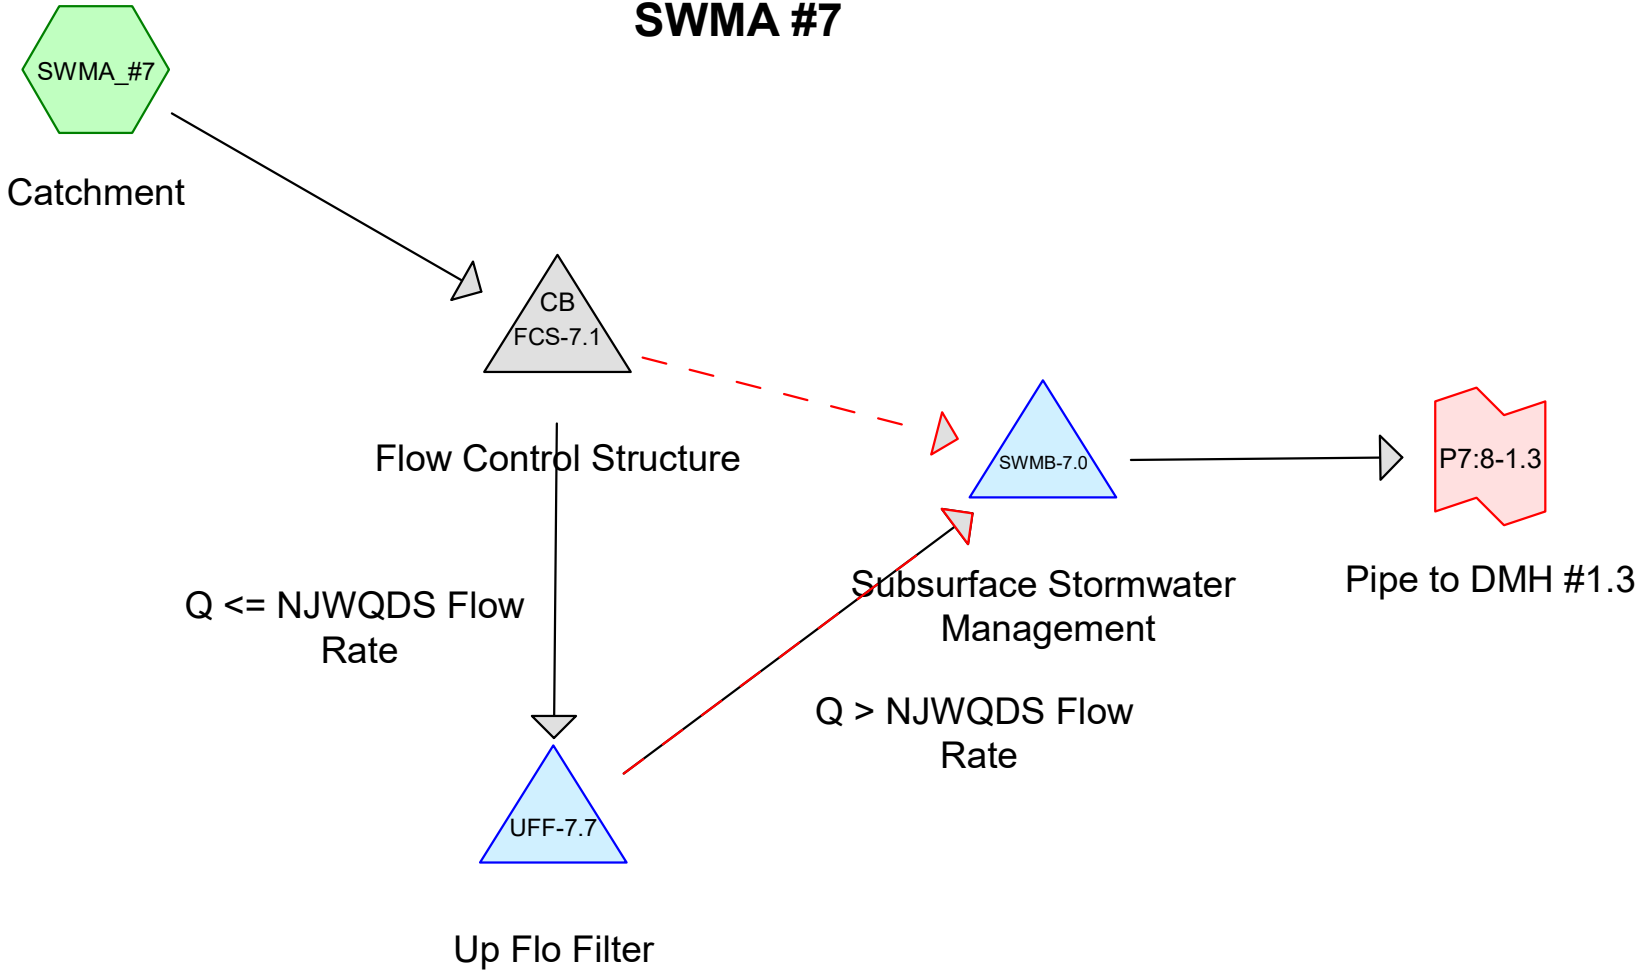 SWMA #7
SWMA_#7
Catchment
CB
FCS-7.1
Flow Control Structure
SWMB-7.0
P7:8-1.3
Subsurface Stormwater
Management
Pipe to DMH #1.3
Q <= NJWQDS Flow
Rate
Q > NJWQDS Flow
Rate
UFF-7.7
Up Flo Filter